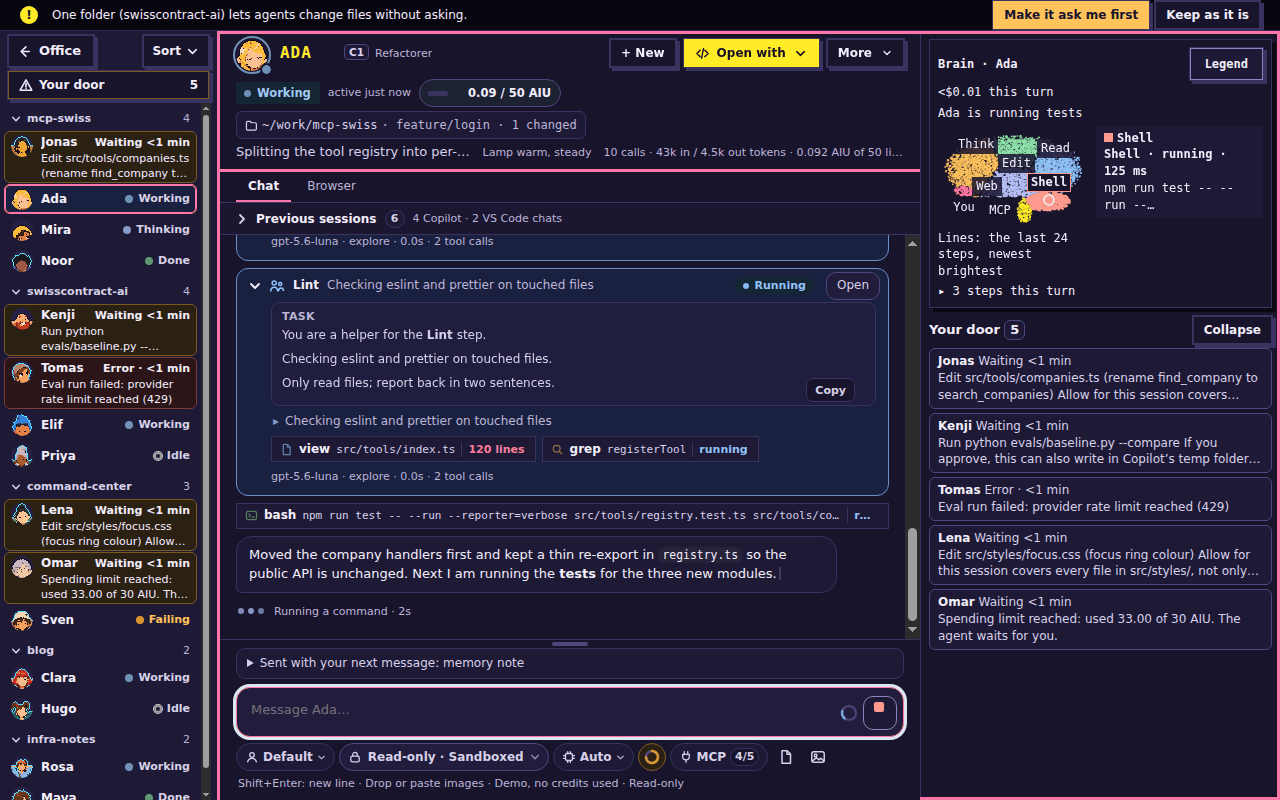 ! One folder (swisscontract-ai) lets agents change files without asking.
Make it ask me first
Keep as it is
Office
Sort
Your door 5
mcp-swiss 4
Jonas Waiting <1 min
Edit src/tools/companies.ts
(rename find_company t...
Ada Working
Mira Thinking
Noor Done
swisscontract-ai 4
Kenji Waiting <1 min
Run python
evals/baseline.py --...
Tomas Error · <1 min
Eval run failed: provider
rate limit reached (429)
Elif Working
Priya Idle
command-center 3
Lena Waiting <1 min
Edit src/styles/focus.css
(focus ring colour) Allow...
Omar Waiting <1 min
Spending limit reached:
used 33.00 of 30 AIU. Th...
Sven Failing
blog 2
Clara Working
Hugo Idle
infra-notes 2
Rosa Working
Maya Done
ADA C1 Refactorer
+ New
Open with
More
Working active just now 0.09 / 50 AIU
~/work/mcp-swiss · feature/login · 1 changed
Splitting the tool registry into per-... Lamp warm, steady 10 calls · 43k in / 4.5k out tokens · 0.092 AIU of 50 li...
Chat Browser
Previous sessions 6 4 Copilot · 2 VS Code chats
gpt-5.6-luna · explore · 0.0s · 2 tool calls
Lint Checking eslint and prettier on touched files Running Open
TASK
You are a helper for the Lint step.
Checking eslint and prettier on touched files.
Only read files; report back in two sentences.
Copy
▸ Checking eslint and prettier on touched files
view src/tools/index.ts 120 lines
grep registerTool running
gpt-5.6-luna · explore · 0.0s · 2 tool calls
bash npm run test -- --run --reporter=verbose src/tools/registry.test.ts src/tools/co... r...
Moved the company handlers first and kept a thin re-export in registry.ts so the
public API is unchanged. Next I am running the tests for the three new modules.
Running a command · 2s
▶ Sent with your next message: memory note
Message Ada...
Default
Read-only · Sandboxed
Auto
MCP 4/5
Shift+Enter: new line · Drop or paste images · Demo, no credits used · Read-only
Brain · Ada
Legend
<$0.01 this turn
Ada is running tests
Think
Read
Edit
Web
Shell
You
MCP
Shell
Shell · running ·
125 ms
npm run test -- --
run --...
Lines: the last 24
steps, newest
brightest
▸ 3 steps this turn
Your door 5
Collapse
Jonas Waiting <1 min
Edit src/tools/companies.ts (rename find_company to
search_companies) Allow for this session covers...
Kenji Waiting <1 min
Run python evals/baseline.py --compare If you
approve, this can also write in Copilot's temp folder...
Tomas Error · <1 min
Eval run failed: provider rate limit reached (429)
Lena Waiting <1 min
Edit src/styles/focus.css (focus ring colour) Allow for
this session covers every file in src/styles/, not only...
Omar Waiting <1 min
Spending limit reached: used 33.00 of 30 AIU. The
agent waits for you.